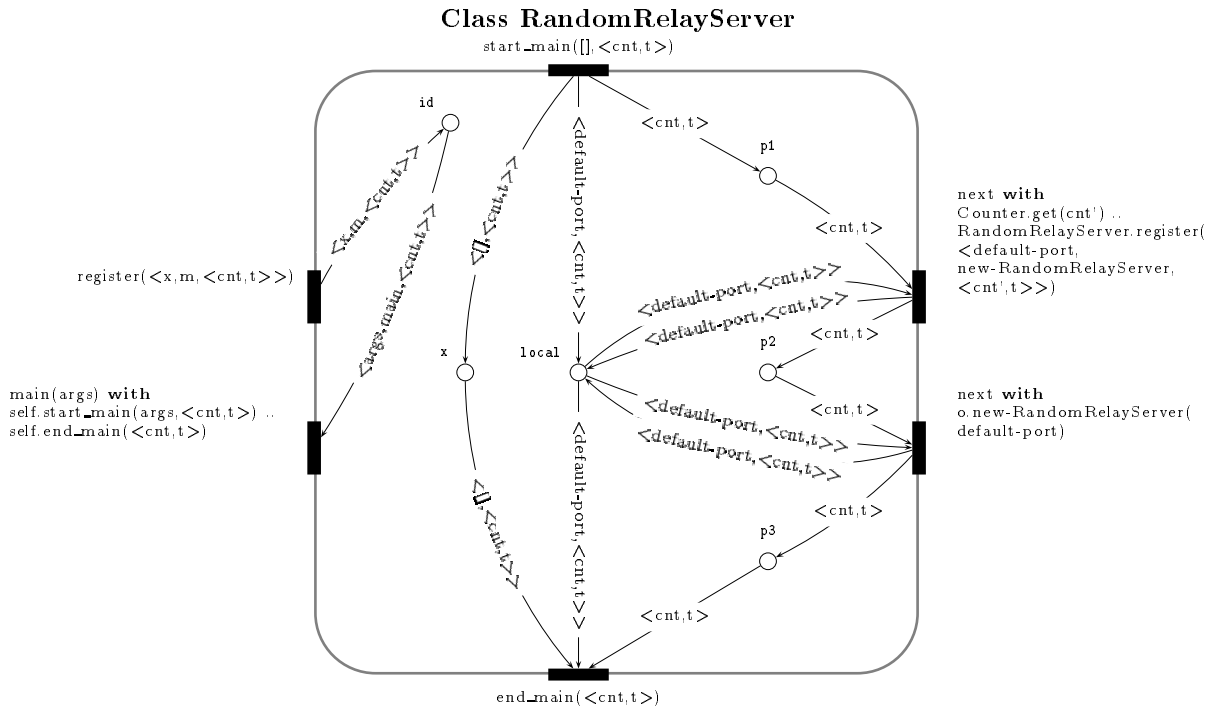 Class RandomRelayServer
start_main([],<cnt,t>)
id
<cnt,t>
p1
<x,m,<cnt,t>>
<args,main,<cnt,t>>
<[],<cnt,t>>
<default-port,<cnt,t>>
next with
Counter.get(cnt') ..
RandomRelayServer.register(
<default-port,
new-RandomRelayServer,
<cnt',t>>)
<cnt,t>
register(<x,m,<cnt,t>>)
<default-port,<cnt,t>>
<default-port,<cnt,t>>
<cnt,t>
x
local
p2
main(args) with
self.start_main(args,<cnt,t>) ..
self.end_main(<cnt,t>)
<default-port,<cnt,t>>
<default-port,<cnt,t>>
<cnt,t>
next with
o.new-RandomRelayServer(
default-port)
<[],<cnt,t>>
<default-port,<cnt,t>>
<cnt,t>
p3
<cnt,t>
end_main(<cnt,t>)